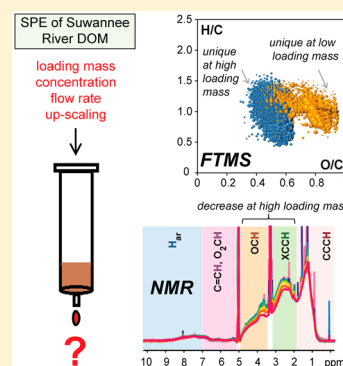 SPE of Suwannee
River DOM
loading mass
concentration
flow rate
up-scaling
?
H/C
unique
at high
loading
mass
unique at low
loading mass
2.5
2.0
1.5
1.0
0.5
0.0
FTMS
O/C
0.0 0.2 0.4 0.6 0.8
decrease at high loading mass
Har
C=CH, O2CH
OCH
XCCH
CCCH
NMR
10 9 8 7 6 5 4 3 2 1 ppm